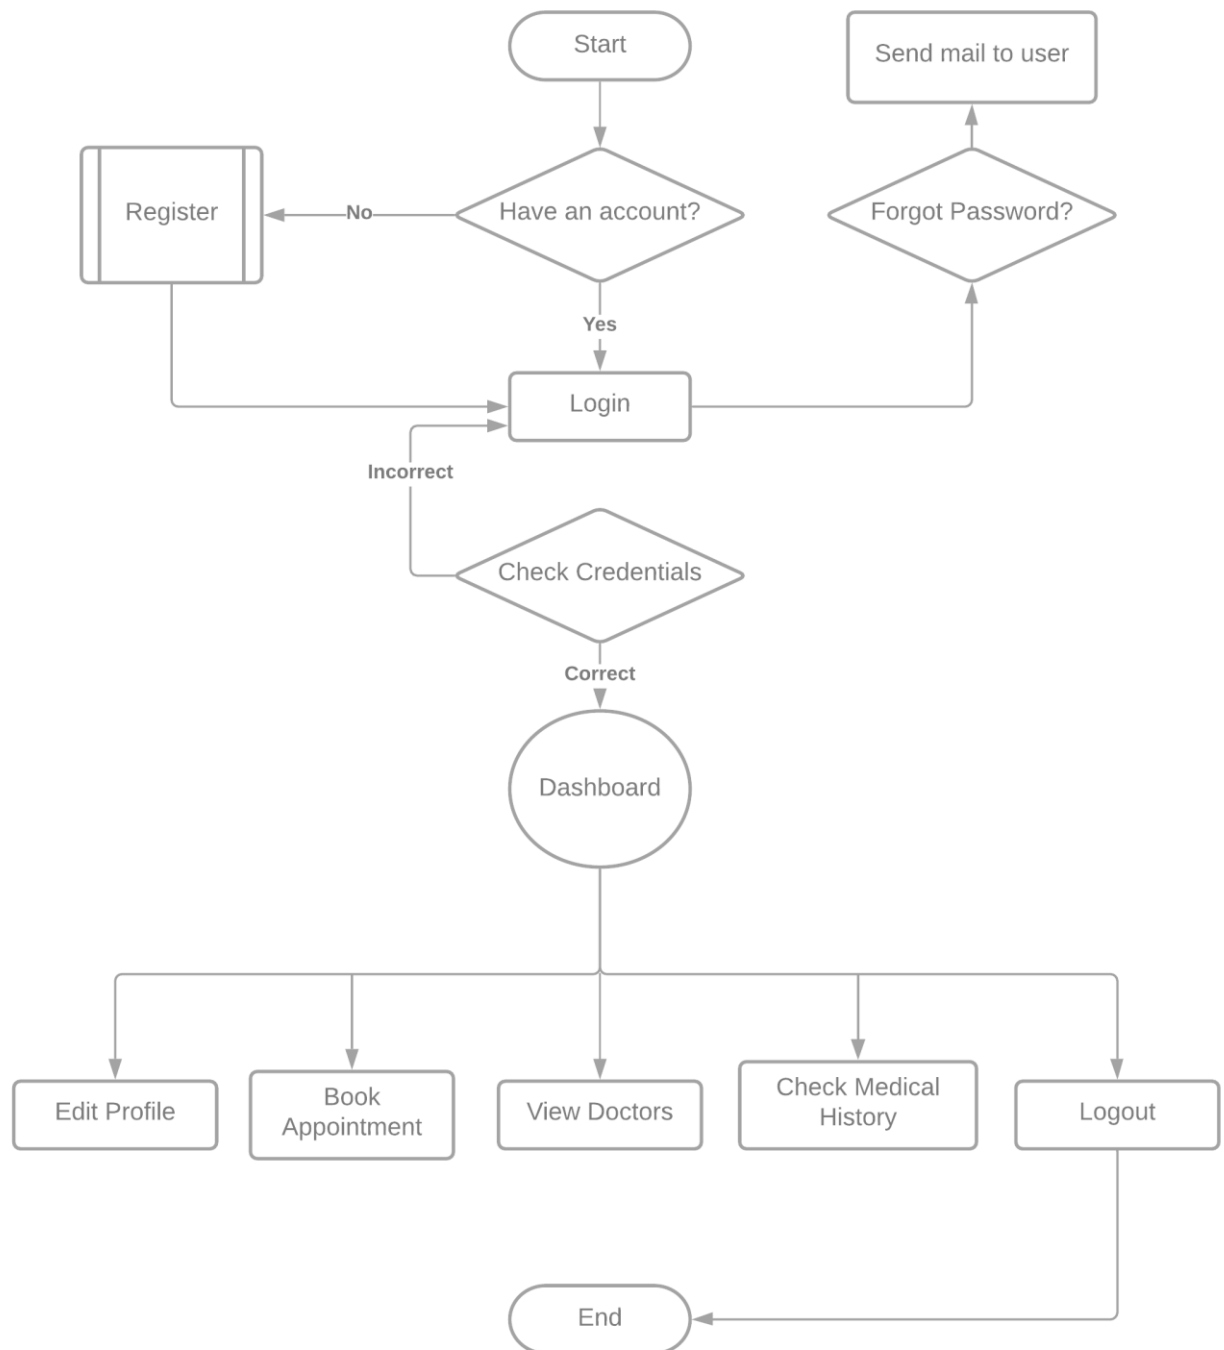 Start
Send mail to user
Register
No
Have an account?
Forgot Password?
Yes
Login
Incorrect
Check Credentials
Correct
Dashboard
Edit Profile
Book
Appointment
View Doctors
Check Medical
History
Logout
End